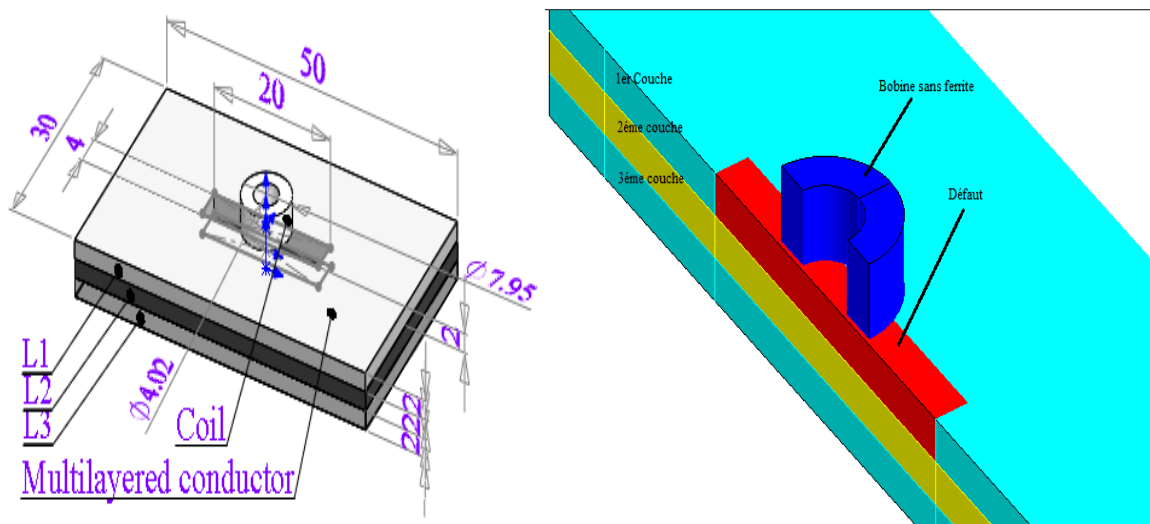 50
20
30
4
Ø7.95
2
Ø4.02
2
2
2
L1
L2
L3
Coil
Multilayered conductor
1er Couche
2éme couche
3éme couche
Bobine sans ferrite
Défaut